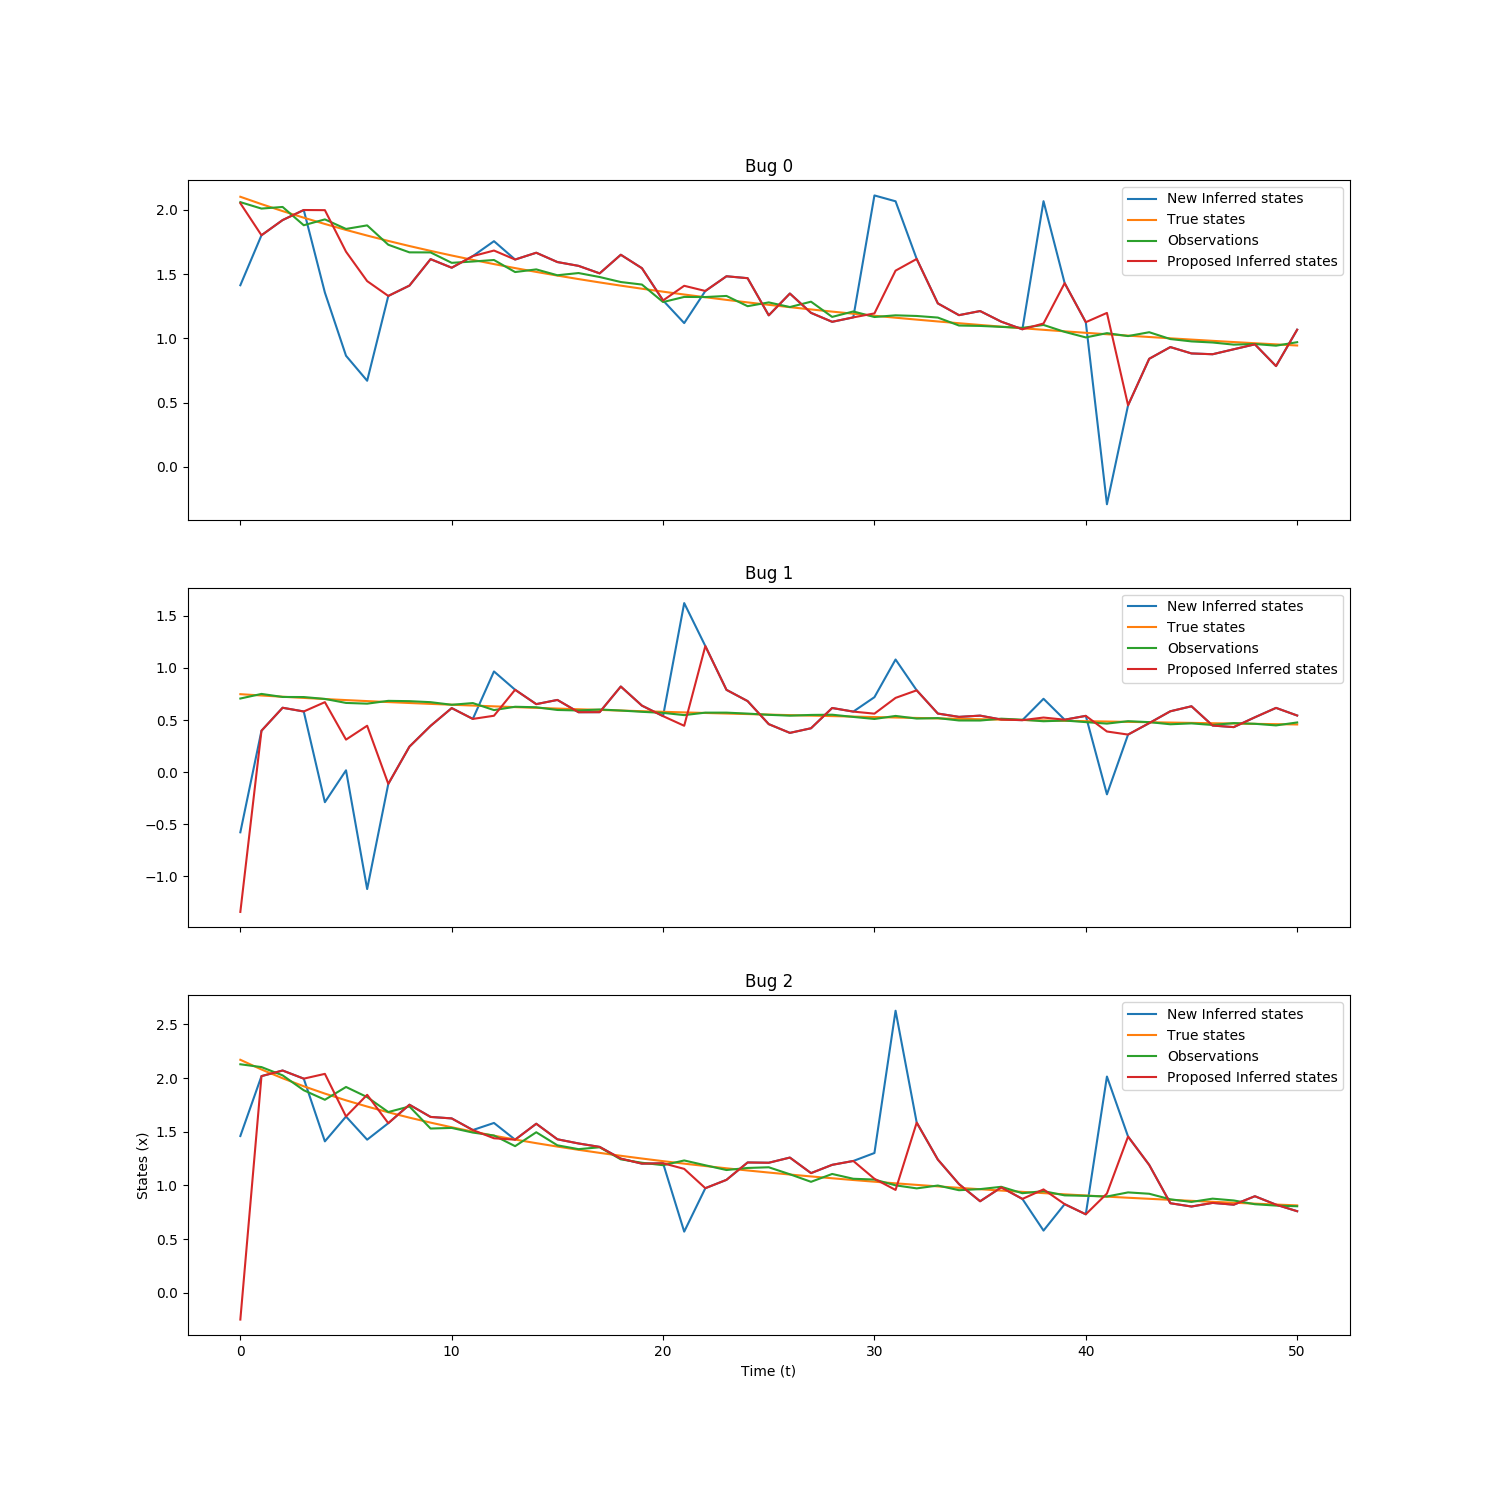 Bug 0
2.0
1.5
1.0
0.5
0.0
New Inferred states
True states
Observations
Proposed Inferred states
Bug 1
1.5
1.0
0.5
0.0
−0.5
−1.0
New Inferred states
True states
Observations
Proposed Inferred states
Bug 2
2.5
2.0
1.5
1.0
0.5
0.0
States (x)
New Inferred states
True states
Observations
Proposed Inferred states
0 10 20 30 40 50
Time (t)